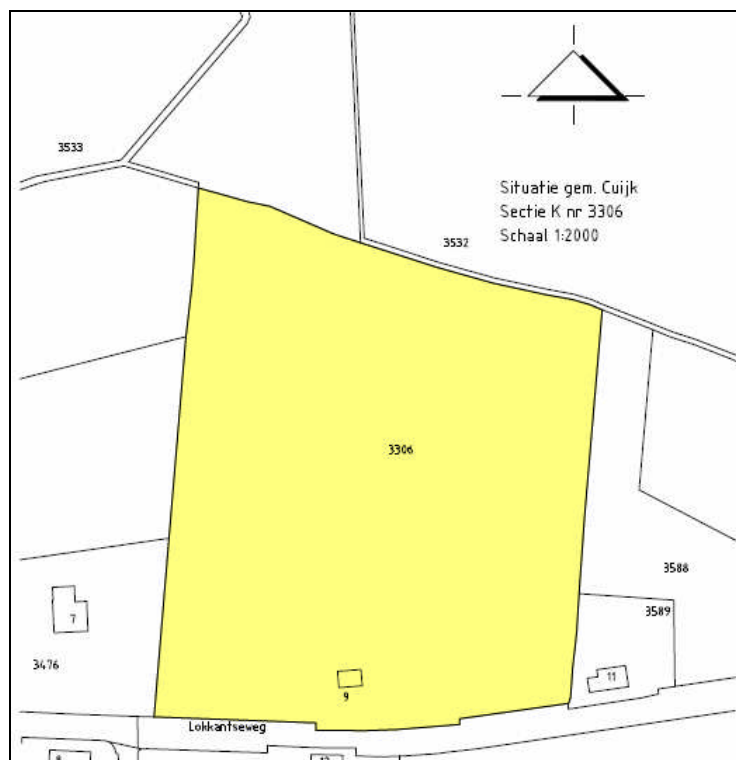 3533
Situatie gem. Cuijk
Sectie K nr 3306
Schaal 1:2000
3532
3306
3588
3589
7
3476
9
11
Lokkantseweg